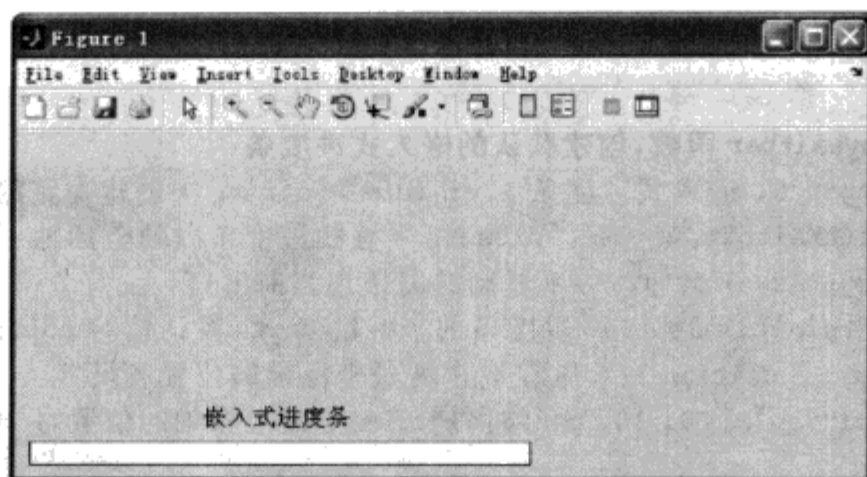 Figure 1
File Edit View Insert Tools Desktop Window Help
嵌入式进度条